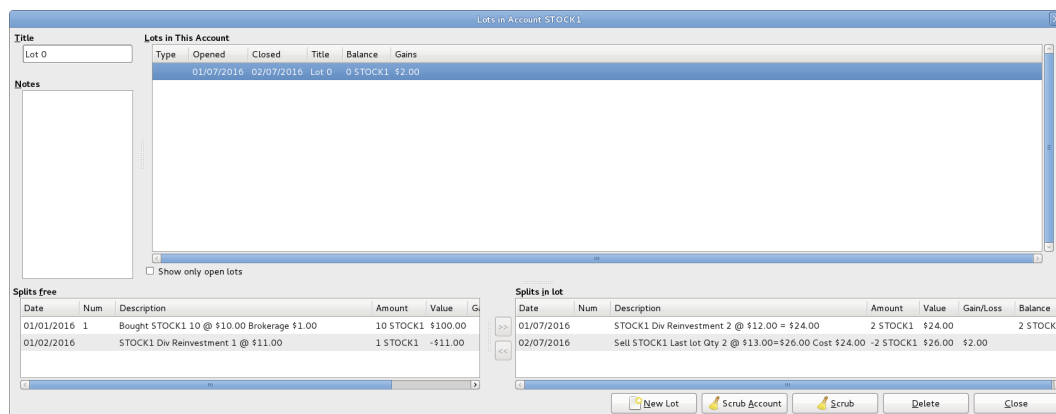 Lots in Account STOCK1
Title
Lot 0
Notes
Lots in This Account
Type Opened Closed Title Balance Gains
01/07/2016 02/07/2016 Lot 0 0 STOCK1 $2.00
Show only open lots
Splits free
Date Num Description Amount Value
01/01/2016 1 Bought STOCK1 10 @ $10.00 Brokerage $1.00 10 STOCK1 $100.00
01/02/2016 STOCK1 Div Reinvestment 1 @ $11.00 1 STOCK1 -$11.00
>>
<<
Splits in lot
Date Num Description Amount Value Gain/Loss Balance
01/07/2016 STOCK1 Div Reinvestment 2 @ $12.00 = $24.00 2 STOCK1 $24.00 2 STOCK
02/07/2016 Sell STOCK1 Last lot Qty 2 @ $13.00=$26.00 Cost $24.00 -2 STOCK1 $26.00 $2.00
New Lot Scrub Account Scrub Delete Close